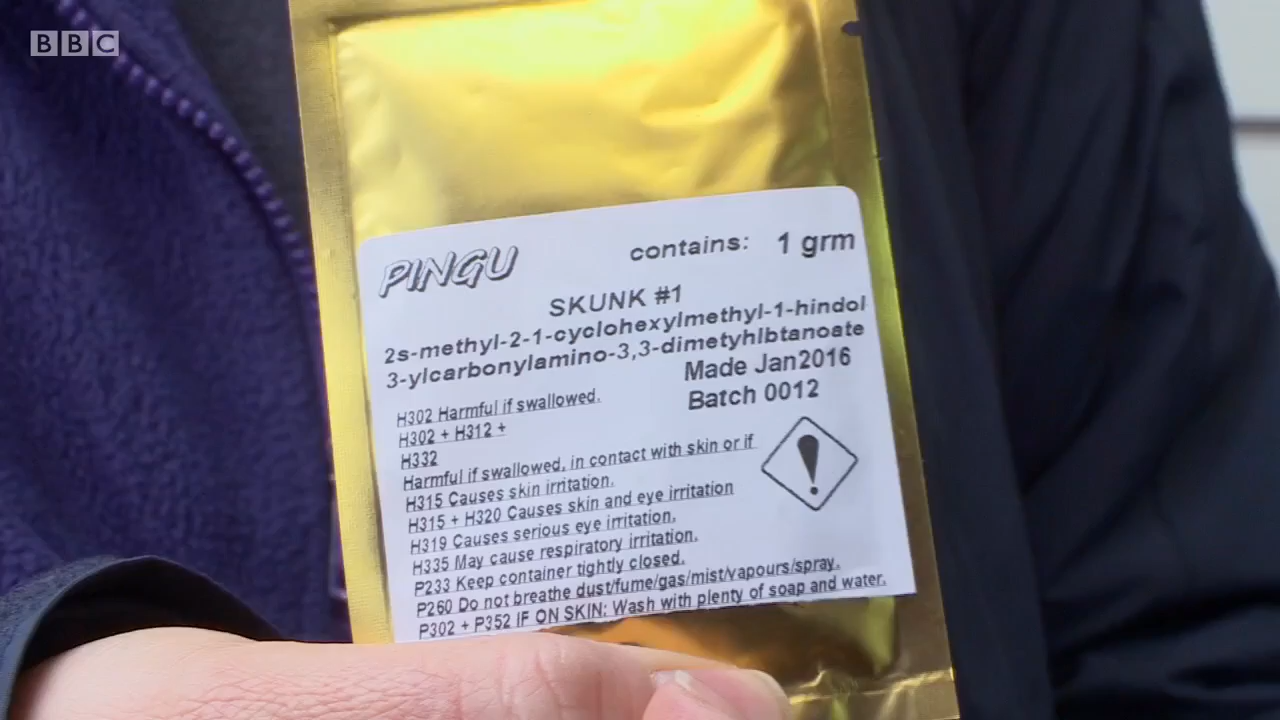 BBC
PINGU
contains: 1 grm
SKUNK #1
2s-methyl-2-1-cyclohexylmethyl-1-hindol
3-ylcarbonylamino-3,3-dimetyhlbtanoate
Made Jan2016
Batch 0012
H302 Harmful if swallowed.
H302 + H312 +
H332
Harmful if swallowed, in contact with skin or if
H315 Causes skin irritation.
H315 + H320 Causes skin and eye irritation
H319 Causes serious eye irritation.
H335 May cause respiratory irritation.
P233 Keep container tightly closed.
P260 Do not breathe dust/fume/gas/mist/vapours/spray.
P302 + P352 IF ON SKIN: Wash with plenty of soap and water.